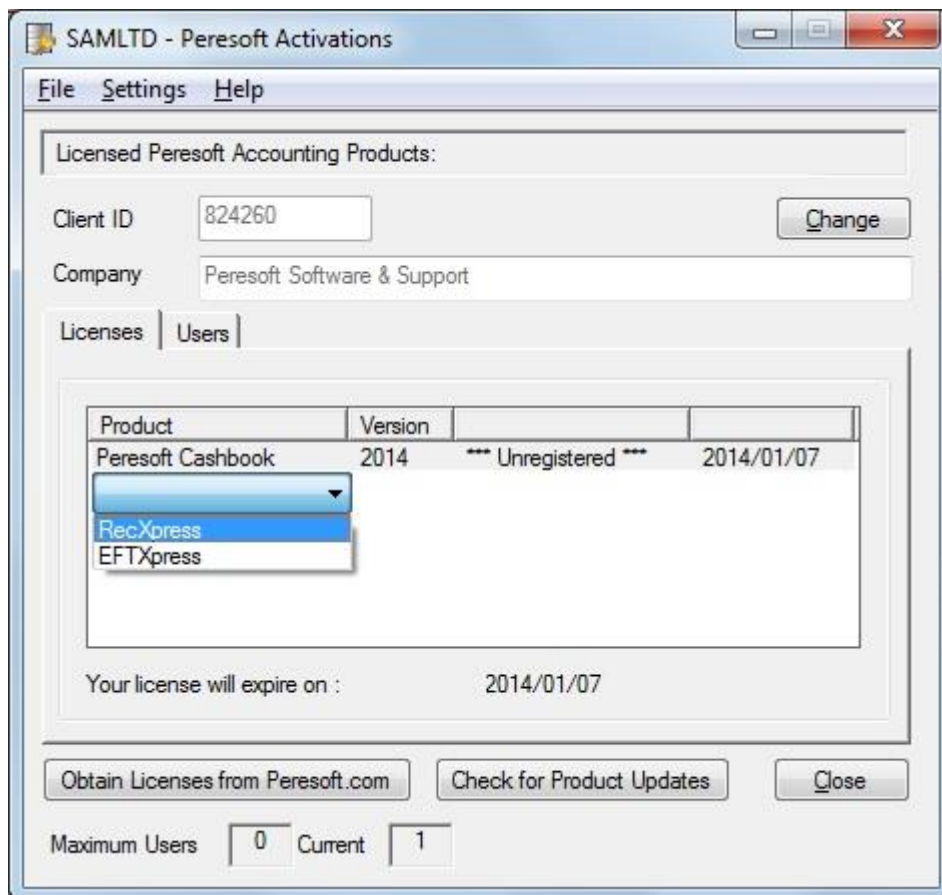 SAMLTD - Peresoft Activations
File Settings Help
Licensed Peresoft Accounting Products:
Client ID 824260 Change
Company Peresoft Software & Support
Licenses Users
Product Version
Peresoft Cashbook 2014 *** Unregistered *** 2014/01/07
RecXpress
EFTXpress
Your license will expire on : 2014/01/07
Obtain Licenses from Peresoft.com Check for Product Updates Close
Maximum Users 0 Current 1